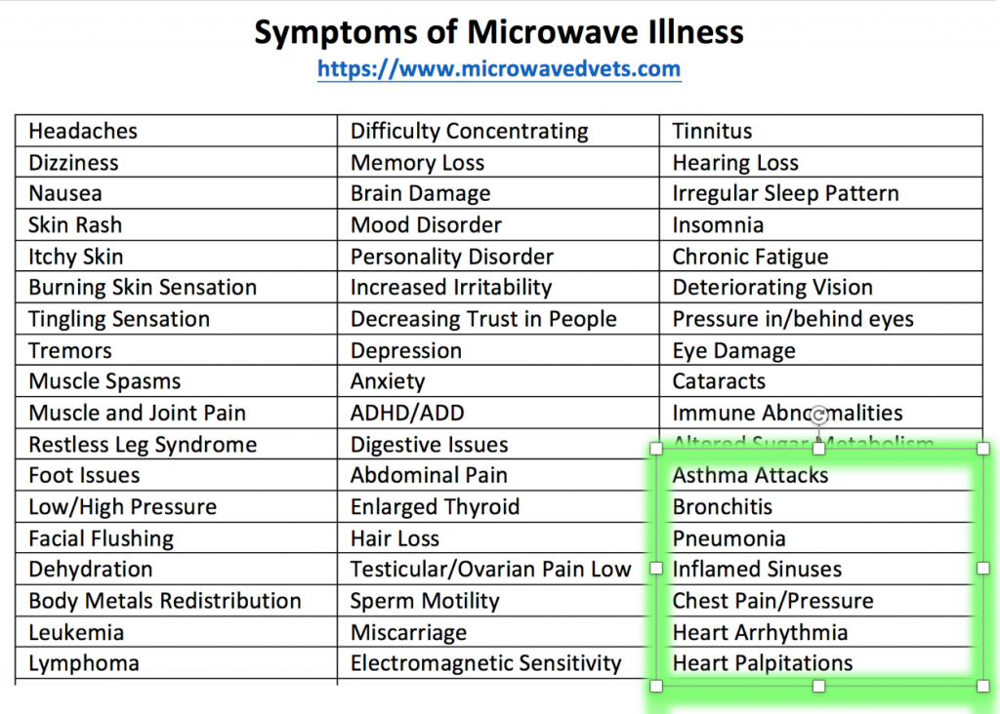 Symptoms of Microwave Illness
https://www.microwavedvets.com
Headaches Difficulty Concentrating Tinnitus
Dizziness Memory Loss Hearing Loss
Nausea Brain Damage Irregular Sleep Pattern
Skin Rash Mood Disorder Insomnia
Itchy Skin Personality Disorder Chronic Fatigue
Burning Skin Sensation Increased Irritability Deteriorating Vision
Tingling Sensation Decreasing Trust in People Pressure in/behind eyes
Tremors Depression Eye Damage
Muscle Spasms Anxiety Cataracts
Muscle and Joint Pain ADHD/ADD Immune Abnormalities
Restless Leg Syndrome Digestive Issues Altered Sugar Metabolism
Foot Issues Abdominal Pain Asthma Attacks
Low/High Pressure Enlarged Thyroid Bronchitis
Facial Flushing Hair Loss Pneumonia
Dehydration Testicular/Ovarian Pain Low Inflamed Sinuses
Body Metals Redistribution Sperm Motility Chest Pain/Pressure
Leukemia Miscarriage Heart Arrhythmia
Lymphoma Electromagnetic Sensitivity Heart Palpitations